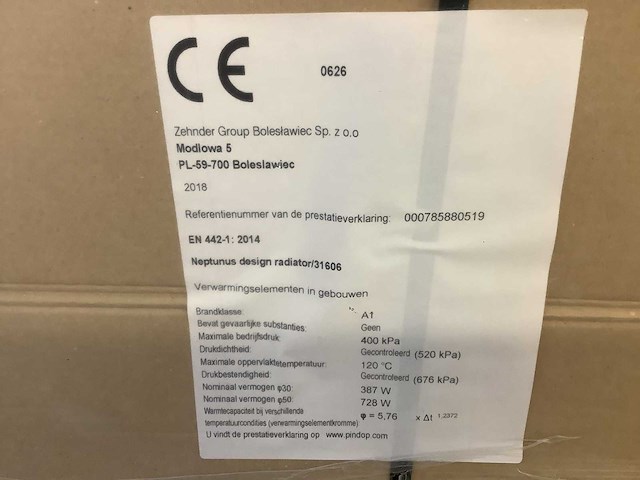 CE 0626
Zehnder Group Bolesławiec Sp. z o.o
Modlowa 5
PL-59-700 Boleslawiec
2018
Referentienummer van de prestatieverklaring: 000785880519
EN 442-1: 2014
Neptunus design radiator/31606
Verwarmingselementen in gebouwen
Brandklasse: A1
Bevat gevaarlijke substanties: Geen
Maximale bedrijfsdruk: 400 kPa
Drukdichtheid: Gecontroleerd (520 kPa)
Maximale oppervlaktetemperatuur: 120 °C
Drukbestendigheid: Gecontroleerd (676 kPa)
Nominaal vermogen φ30: 387 W
Nominaal vermogen φ50: 728 W
Warmtecapaciteit bij verschillende
temperatuurcondities (verwarmingselementkromme) φ = 5,76 x Δt 1,2372
U vindt de prestatieverklaring op www.pindop.com